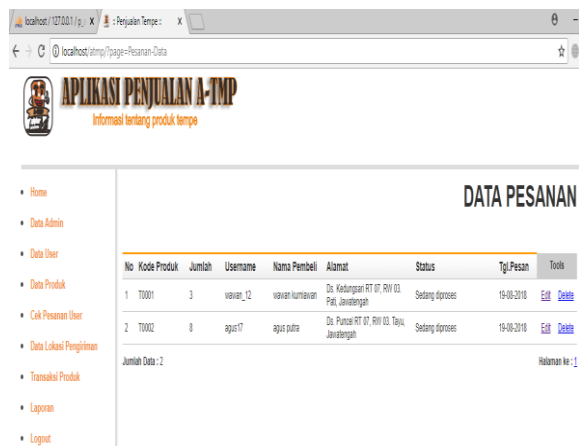 localhost / 127.0.0.1 / p_
:: Penjualan Tempe ::
localhost/atmp/?page=Pesanan-Data
APLIKASI PENJUALAN A-TMP
Informasi tentang produk tempe
DATA PESANAN
Home
Data Admin
Data User
Data Produk
Cek Pesanan User
Data Lokasi Pengiriman
Transaksi Produk
Laporan
Logout
No Kode Produk Jumlah Username Nama Pembeli Alamat Status Tgl.Pesan Tools
1 T0001 3 wawan_12 wawan kurniawan Ds. Kedungsari RT 07, RW 03. Pati, Jawatengah Sedang diproses 19-08-2018 Edit Delete
2 T0002 8 agus17 agus putra Ds. Puncel RT 07, RW 03. Tayu, Jawatengah Sedang diproses 19-08-2018 Edit Delete
Jumlah Data : 2 Halaman ke : 1